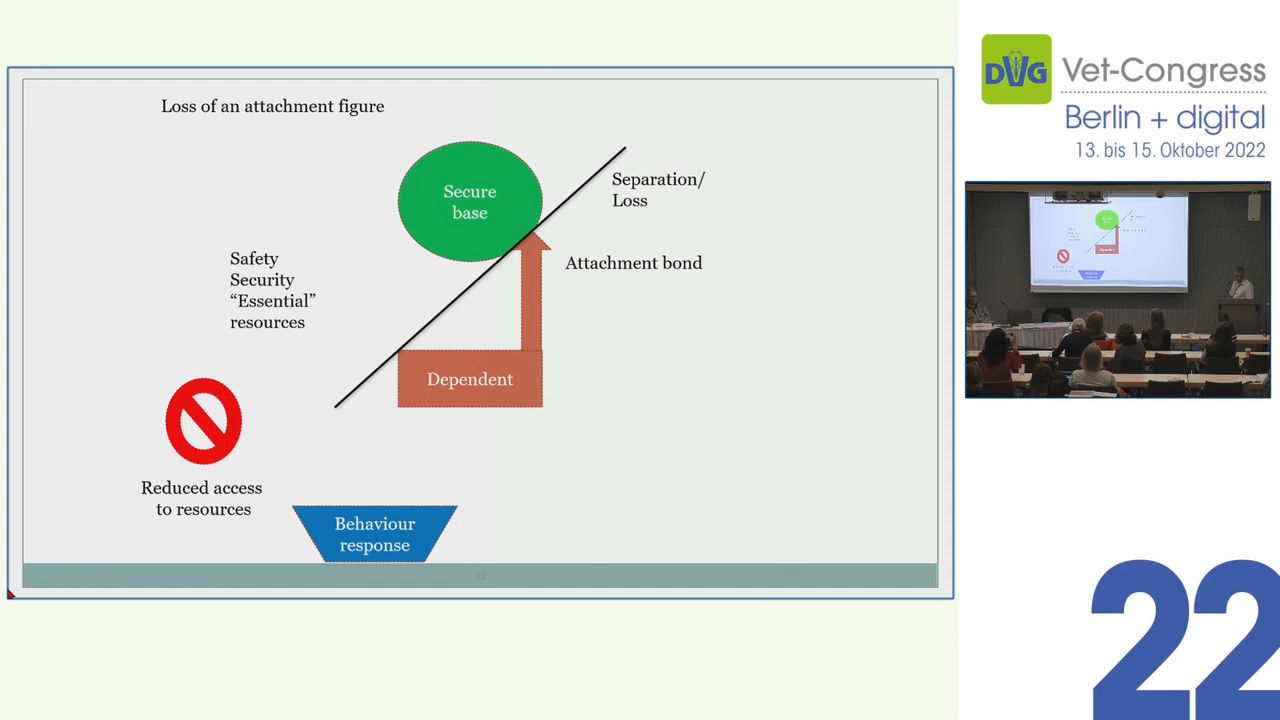 Loss of an attachment figure
Secure
base
Separation/
Loss
Safety
Security
“Essential”
resources
Attachment bond
Dependent
Reduced access
to resources
Behaviour
response
DVG
Vet-Congress
Berlin + digital
13. bis 15. Oktober 2022
22